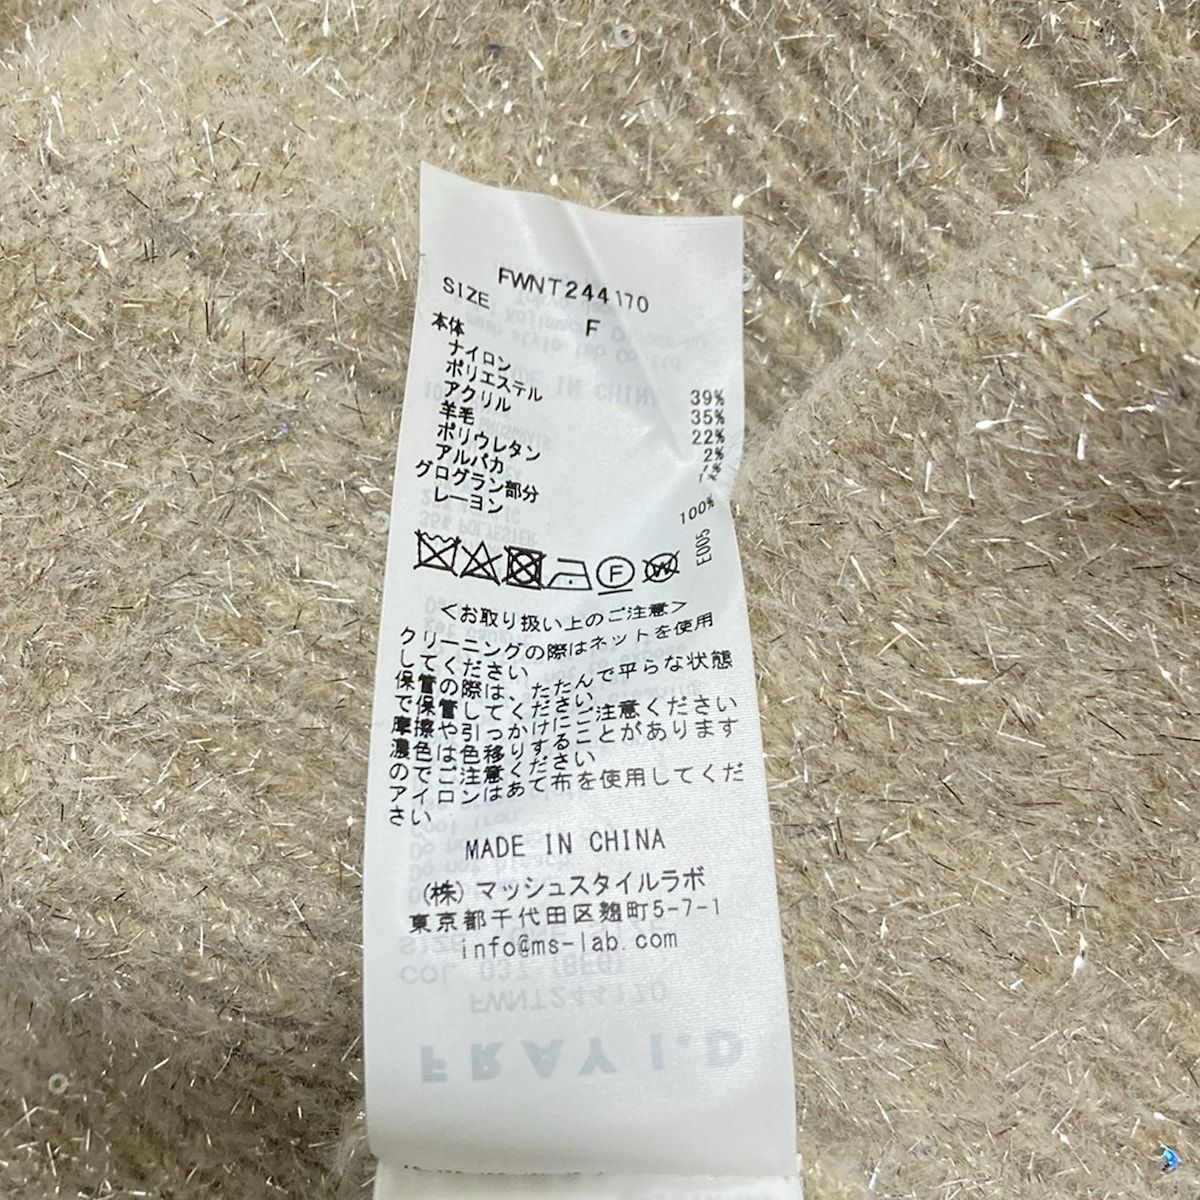 FWNT244170
SIZE F
本体
ナイロン 39%
ポリエステル 35%
アクリル 22%
羊毛 2%
ポリウレタン 1%
アルパカ 1%
グログラン部分
レーヨン 100%
E005
F
W
<お取り扱い上のご注意>
クリーニングの際はネットを使用
してください
保管の際は、たたんで平らな状態
で保管してください
摩擦や引っかけにご注意ください
濃色は色移りすることがあります
のでご注意ください
アイロンはあて布を使用してくだ
さい
MADE IN CHINA
(株)マッシュスタイルラボ
東京都千代田区麹町5-7-1
info@ms-lab.com
FWNT244170
FRAY I.D